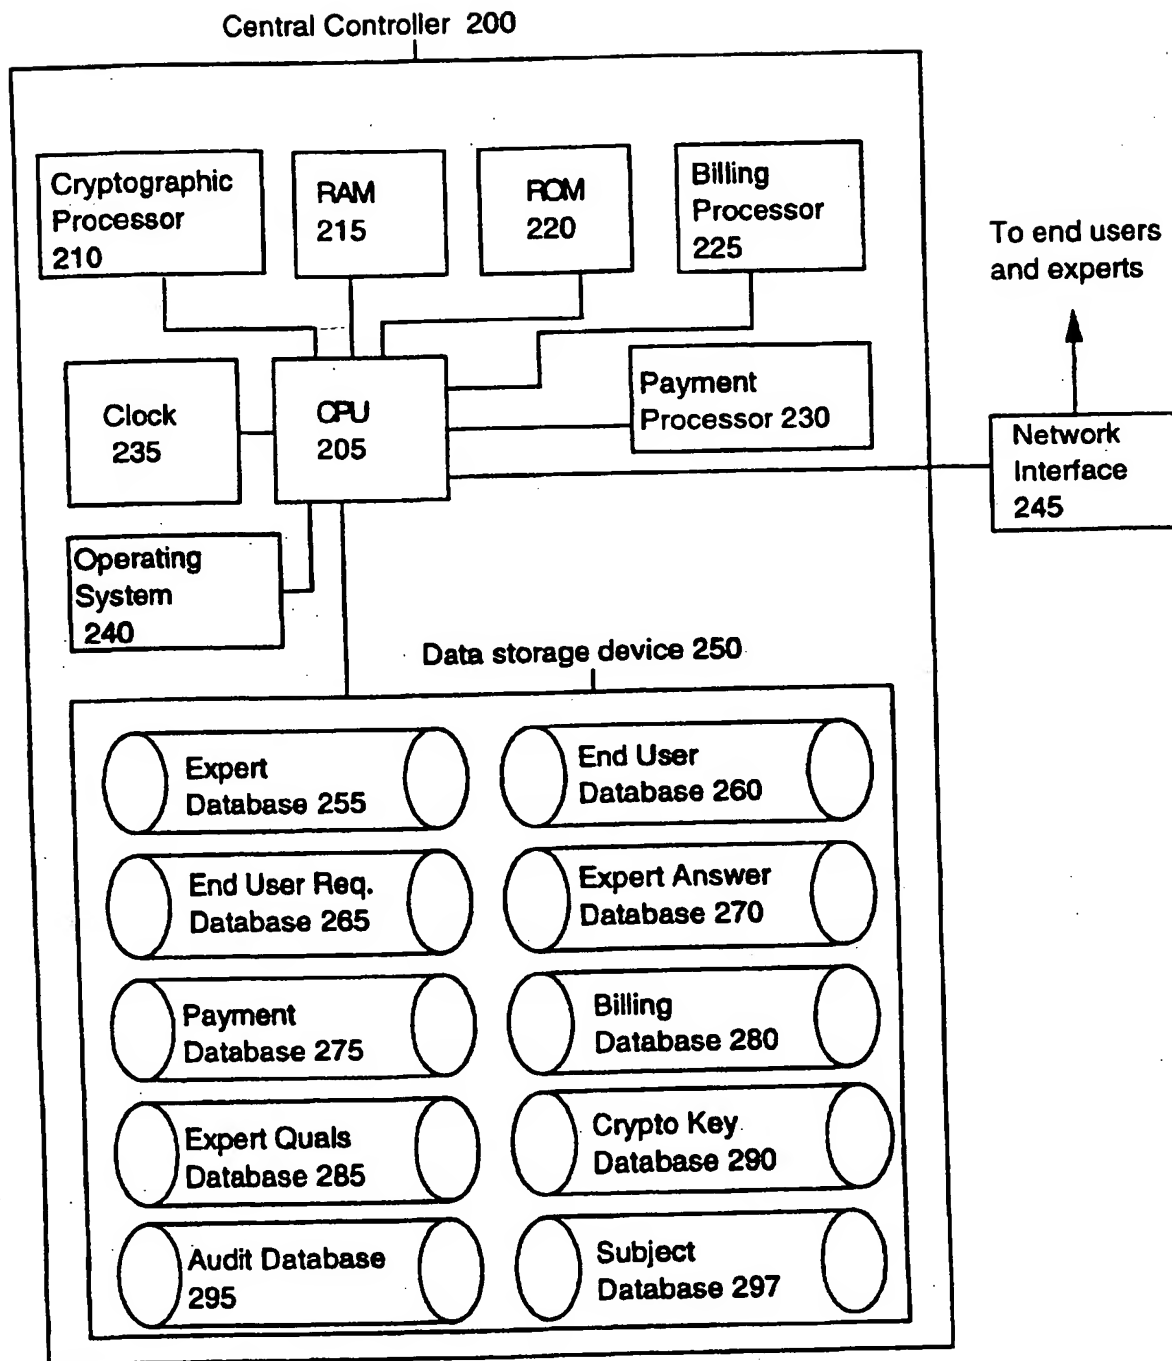 Central Controller 200
Cryptographic
Processor
210
RAM
215
ROM
220
Billing
Processor
225
To end users
and experts
Clock
235
CPU
205
Payment
Processor 230
Network
Interface
245
Operating
System
240
Data storage device 250
Expert
Database 255
End User
Database 260
End User Req.
Database 265
Expert Answer
Database 270
Payment
Database 275
Billing
Database 280
Expert Quals
Database 285
Crypto Key
Database 290
Audit Database
295
Subject
Database 297